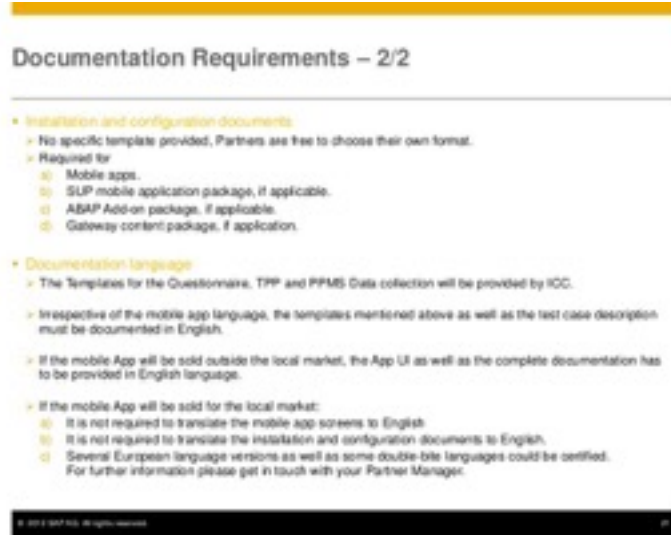 Documentation Requirements – 2/2
• Installation and configuration documents
> No specific template provided, Partners are free to choose their own format.
> Required for
a) Mobile apps.
b) SUP mobile application package, if applicable.
c) ABAP Add-on package, if applicable.
d) Gateway content package, if application.
• Documentation language
> The Templates for the Questionnaire, TPP and PPMS Data collection will be provided by ICC.
> Irrespective of the mobile app language, the templates mentioned above as well as the test case description
must be documented in English.
> If the mobile App will be sold outside the local market, the App UI as well as the complete documentation has
to be provided in English language.
> If the mobile App will be sold for the local market:
a) It is not required to translate the mobile app screens to English
b) It is not required to translate the installation and configuration documents to English.
c) Several European language versions as well as some double-bite languages could be certified.
For further information please get in touch with your Partner Manager.
© 2012 SAP AG. All rights reserved.